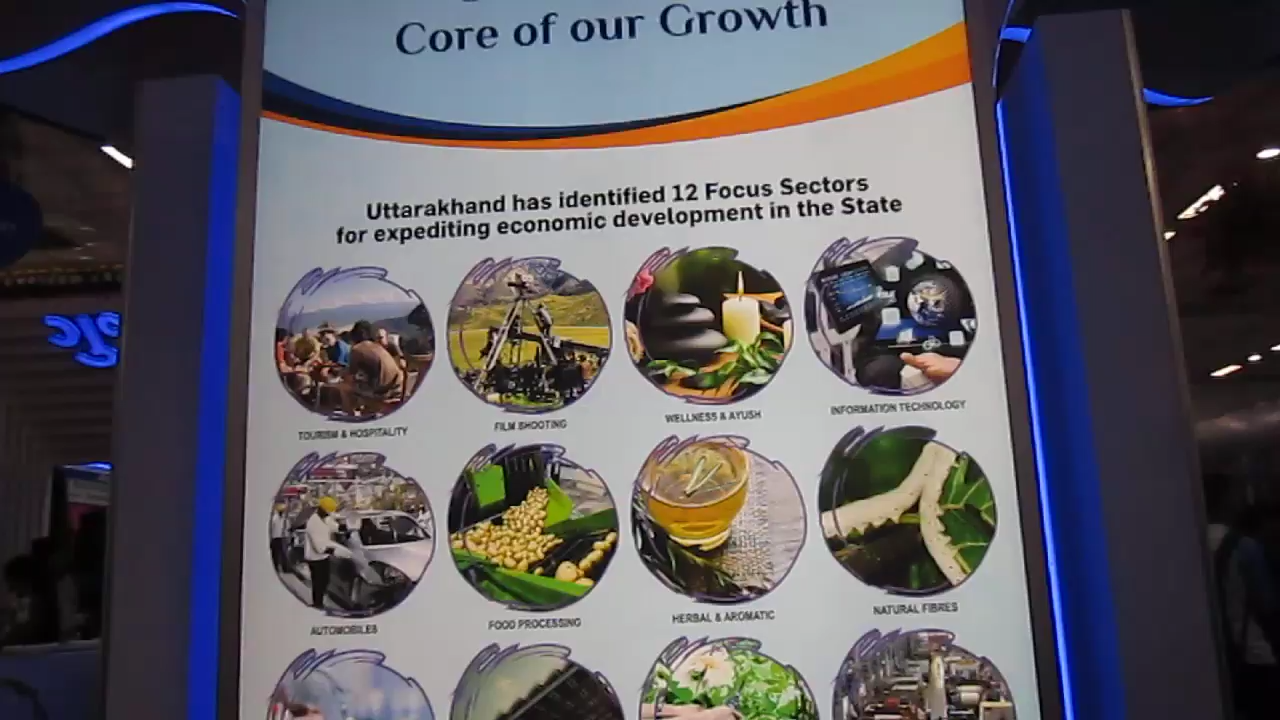 Core of our Growth
Uttarakhand has identified 12 Focus Sectors
for expediting economic development in the State
TOURISM & HOSPITALITY
FILM SHOOTING
WELLNESS & AYUSH
INFORMATION TECHNOLOGY
AUTOMOBILES
FOOD PROCESSING
HERBAL & AROMATIC
NATURAL FIBRES